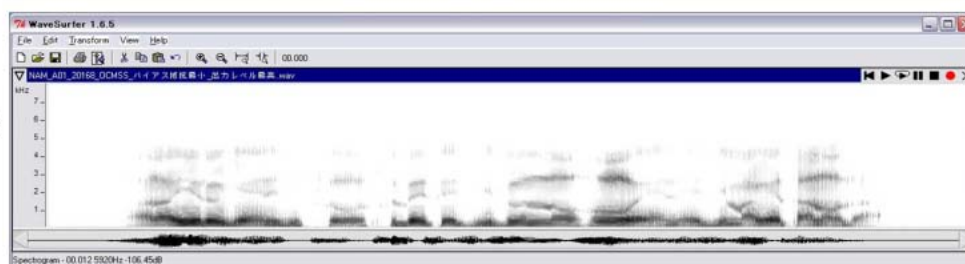 WaveSurfer 1.6.5
File Edit Transform View Help
00.000
NAM_A01_20168_OCMSS_バイアス抵抗最小_出力レベル最高.wav
kHz
7
6
5
4
3
2
1
Spectrogram - 00.012 5920Hz -106.45dB